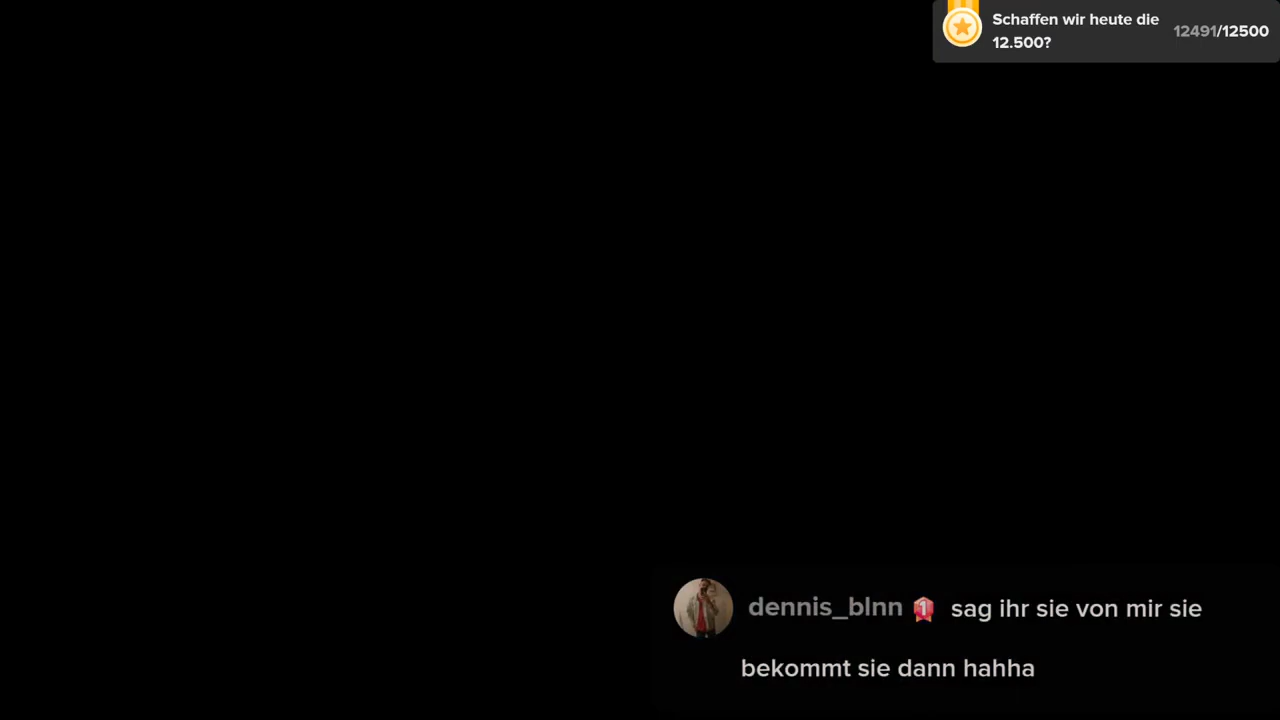 Schaffen wir heute die
12.500?
12491/12500
dennis_blnn 1 sag ihr sie von mir sie
bekommt sie dann hahha